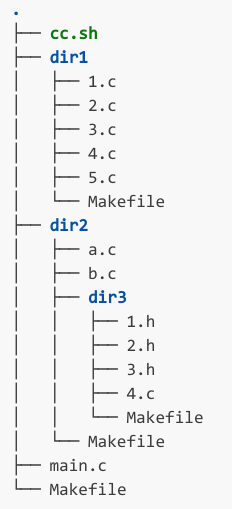 .
├── cc.sh
├── dir1
│   ├── 1.c
│   ├── 2.c
│   ├── 3.c
│   ├── 4.c
│   ├── 5.c
│   └── Makefile
├── dir2
│   ├── a.c
│   ├── b.c
│   ├── dir3
│   │   ├── 1.h
│   │   ├── 2.h
│   │   ├── 3.h
│   │   ├── 4.c
│   │   └── Makefile
│   └── Makefile
├── main.c
└── Makefile